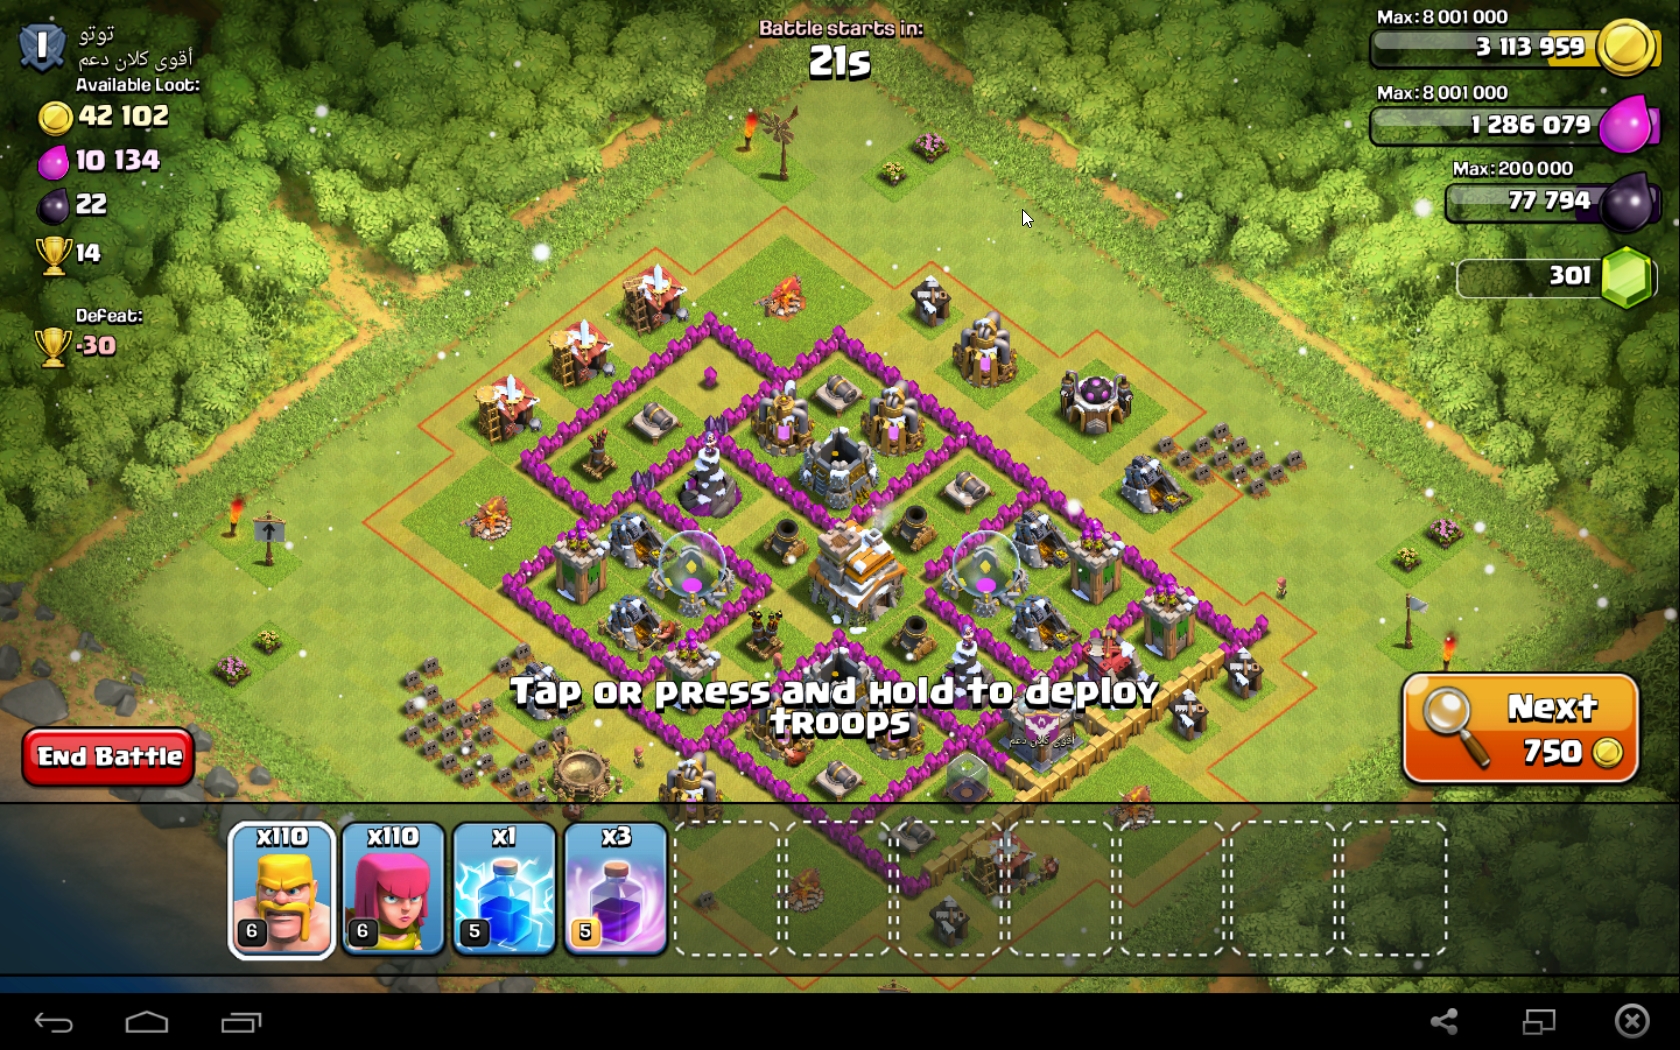 توتو
أقوى كلان دعم
Available Loot:
42 102
10 134
22
14
Defeat:
-30
Battle starts in:
21s
Max: 8 001 000
3 113 959
Max: 8 001 000
1 286 079
Max: 200 000
77 794
301
Tap or press and hold to deploy
troops
أقوى كلان دعم
End Battle
Next
750
x110
x110
x1
x3
6
6
5
5